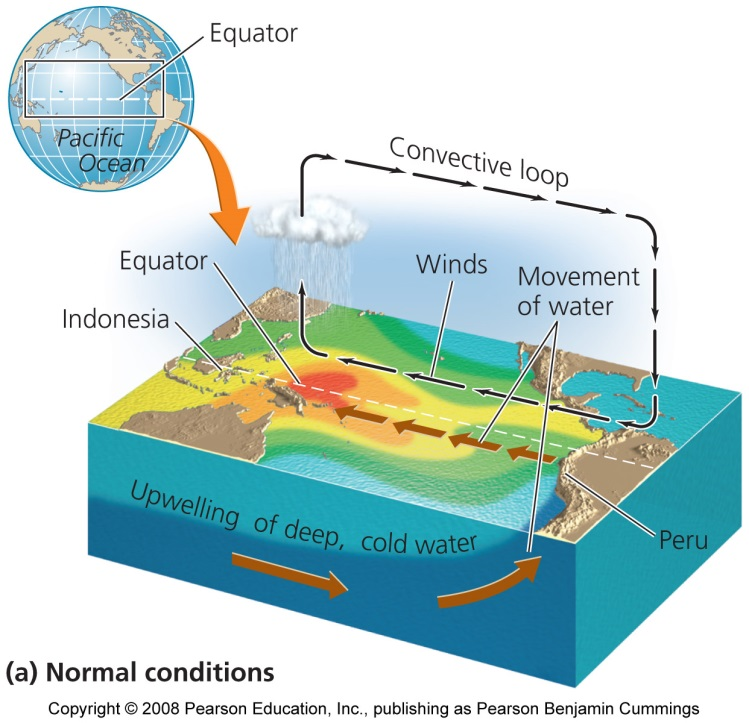 Equator
Pacific
Ocean
Convective loop
Equator
Winds
Movement
of water
Indonesia
Upwelling of deep, cold water
Peru
(a) Normal conditions
Copyright © 2008 Pearson Education, Inc., publishing as Pearson Benjamin Cummings